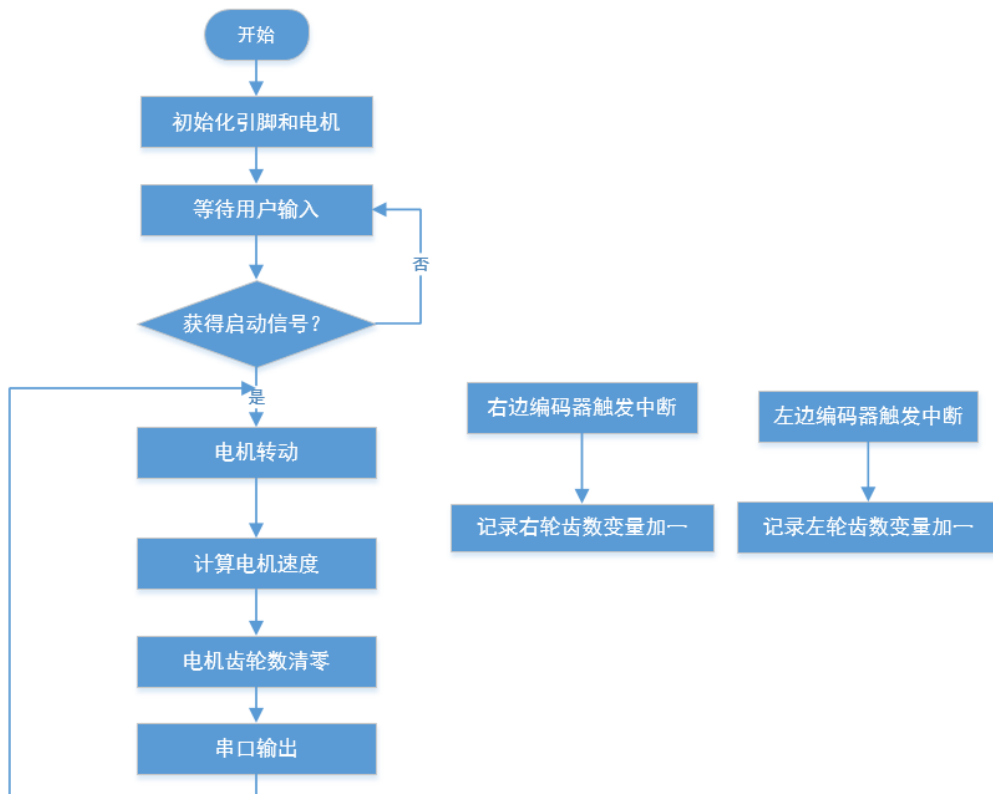 开始
初始化引脚和电机
等待用户输入
否
获得启动信号？
是
电机转动
计算电机速度
电机齿轮数清零
串口输出
右边编码器触发中断
记录右轮齿数变量加一
左边编码器触发中断
记录左轮齿数变量加一